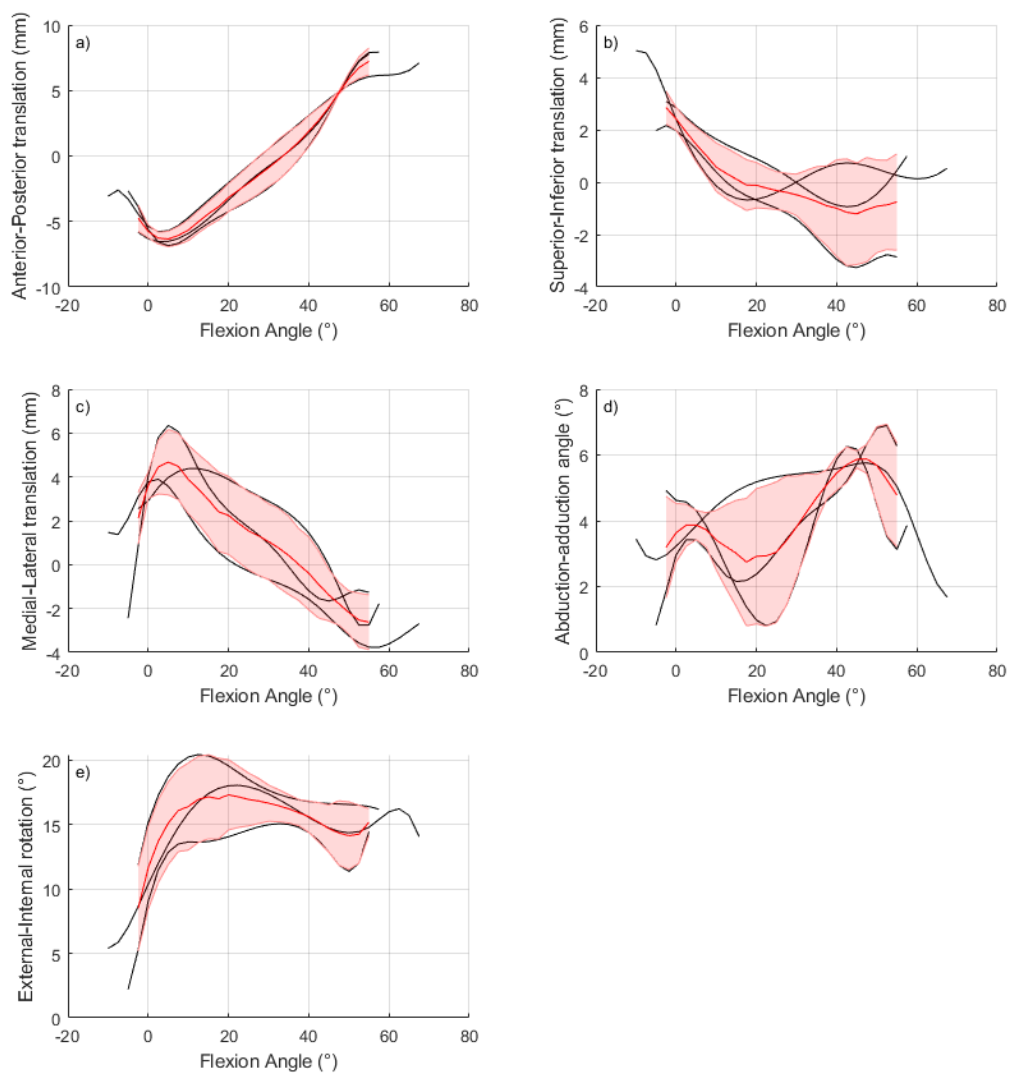 a)
Anterior-Posterior translation (mm)
10
5
0
-5
-10
-20 0 20 40 60 80
Flexion Angle (°)
b)
Superior-Inferior translation (mm)
6
4
2
0
-2
-4
-20 0 20 40 60 80
Flexion Angle (°)
c)
Medial-Lateral translation (mm)
8
6
4
2
0
-2
-4
-20 0 20 40 60 80
Flexion Angle (°)
d)
Abduction-adduction angle (°)
8
6
4
2
0
-20 0 20 40 60 80
Flexion Angle (°)
e)
External-Internal rotation (°)
20
15
10
5
0
-20 0 20 40 60 80
Flexion Angle (°)